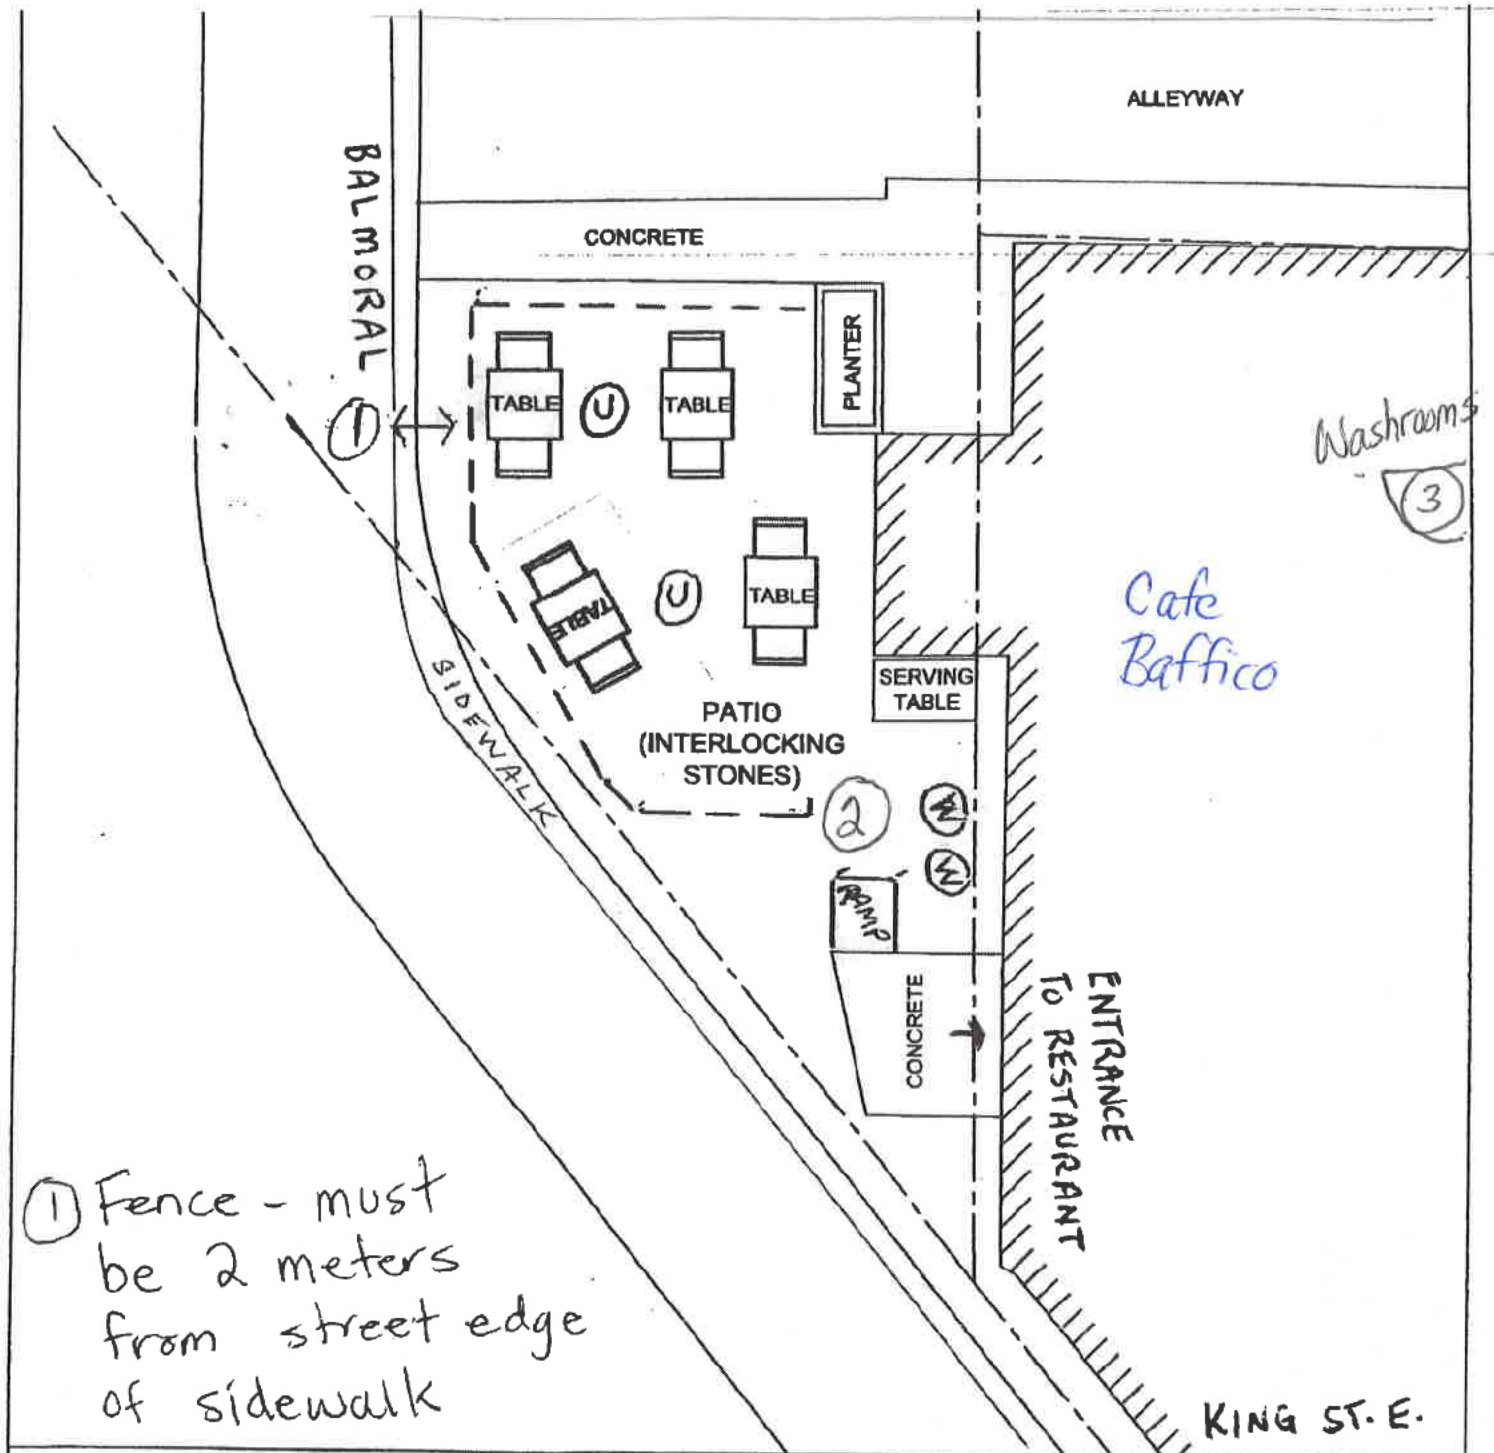 ALLEYWAY
BALMORAL
CONCRETE
PLANTER
TABLE
U
TABLE
1
Washrooms
3
TABLE
U
TABLE
Cafe
Baffico
SIDEWALK
SERVING
TABLE
PATIO
(INTERLOCKING
STONES)
2
W
W
RAMP
CONCRETE
ENTRANCE
TO RESTAURANT
1 Fence - must
be 2 meters
from street edge
of sidewalk
KING ST. E.